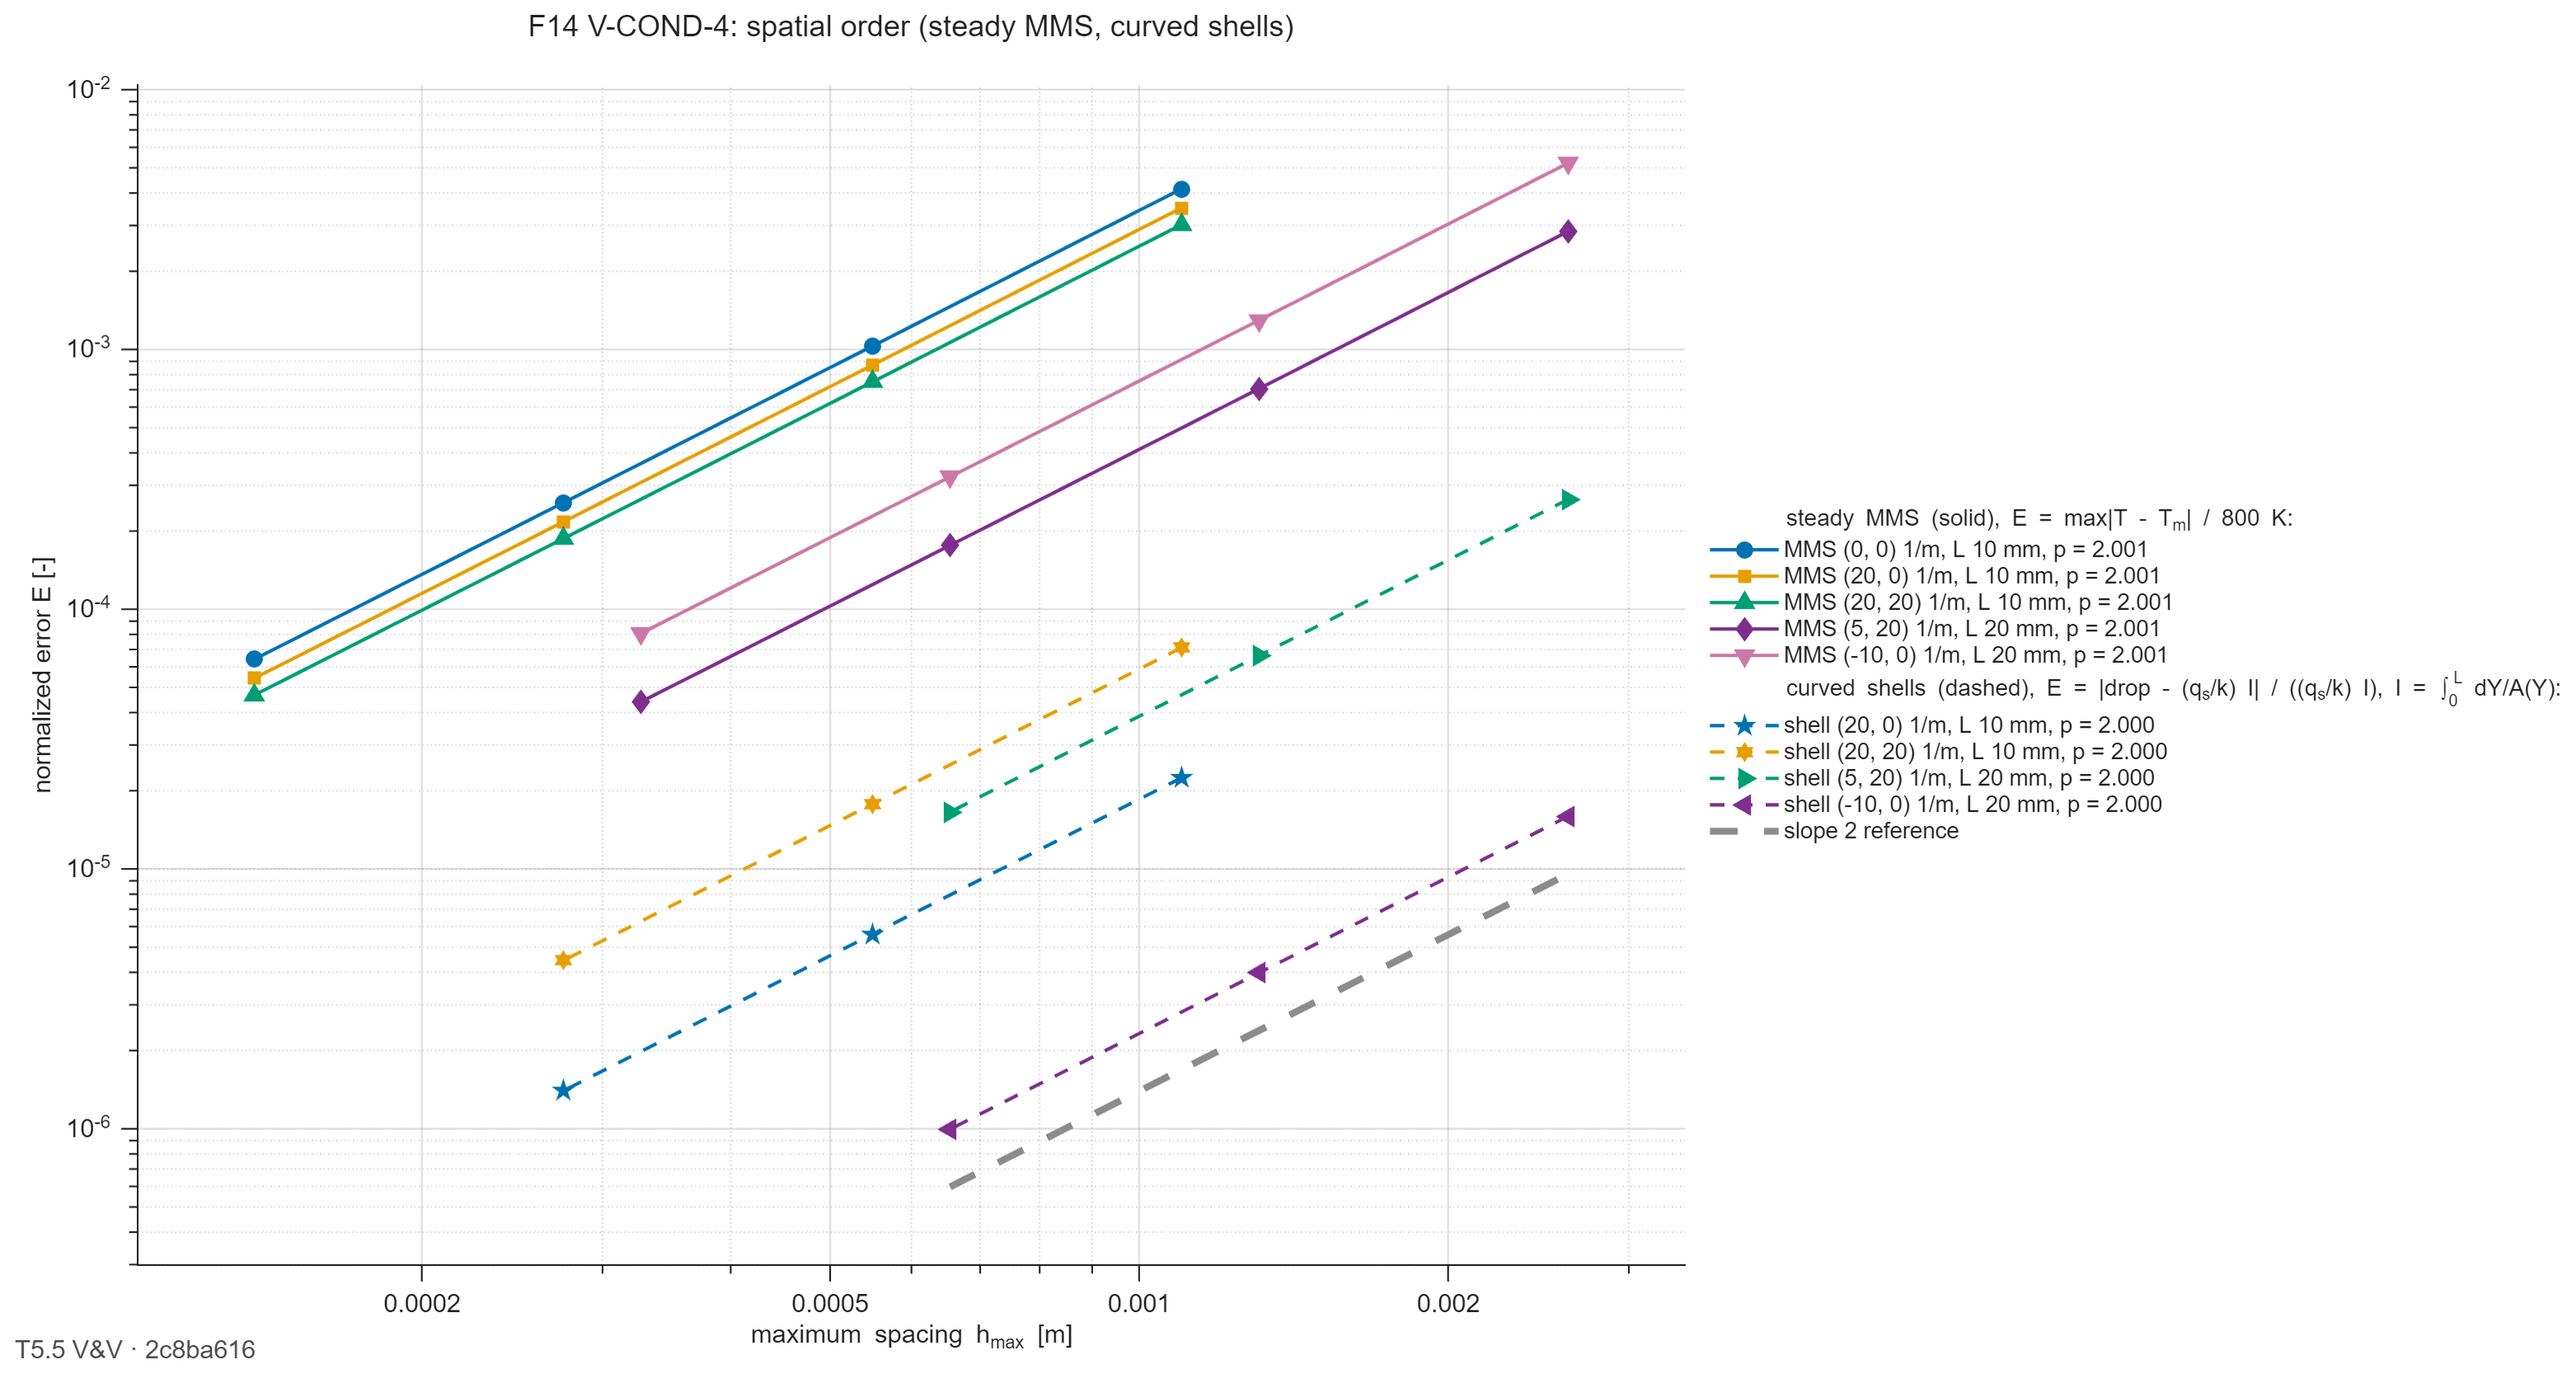 F14 V-COND-4: spatial order (steady MMS, curved shells)
10-2
10-3
10-4
10-5
10-6
normalized error E [-]
0.0002
0.0005
0.001
0.002
maximum spacing hmax [m]
steady MMS (solid), E = max|T - Tm| / 800 K:
MMS (0, 0) 1/m, L 10 mm, p = 2.001
MMS (20, 0) 1/m, L 10 mm, p = 2.001
MMS (20, 20) 1/m, L 10 mm, p = 2.001
MMS (5, 20) 1/m, L 20 mm, p = 2.001
MMS (-10, 0) 1/m, L 20 mm, p = 2.001
curved shells (dashed), E = |drop - (qs/k) I| / ((qs/k) I), I = ∫0L dY/A(Y):
shell (20, 0) 1/m, L 10 mm, p = 2.000
shell (20, 20) 1/m, L 10 mm, p = 2.000
shell (5, 20) 1/m, L 20 mm, p = 2.000
shell (-10, 0) 1/m, L 20 mm, p = 2.000
slope 2 reference
T5.5 V&V · 2c8ba616